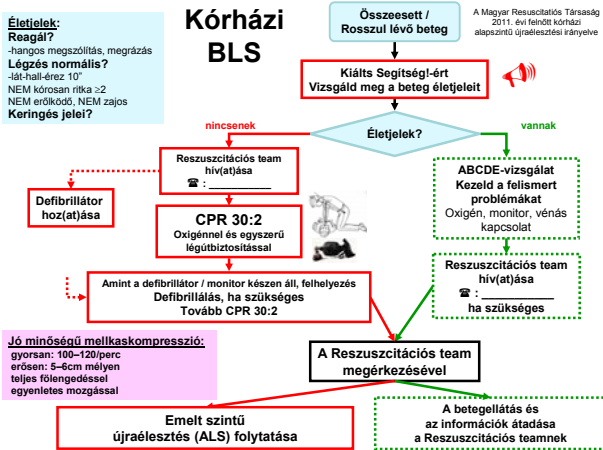 Életjelek:
Reagál?
-hangos megszólítás, megrázás
Légzés normális?
-lát-hall-érez 10”
NEM kórosan ritka ≥2
NEM erőlködő, NEM zajos
Keringés jelei?
Kórházi
BLS
Összeesett /
Rosszul lévő beteg
A Magyar Resuscitatiós Társaság
2011. évi felnőtt kórházi
alapszintű újraélesztési irányelve
Kiálts Segítség!-ért
Vizsgáld meg a beteg életjeleit
nincsenek
Életjelek?
vannak
Reszuszcitációs team
hív(at)ása
☎ : ___________
Defibrillátor
hoz(at)ása
CPR 30:2
Oxigénnel és egyszerű
légútbiztosítással
ABCDE-vizsgálat
Kezeld a felismert
problémákat
Oxigén, monitor, vénás
kapcsolat
Reszuszcitációs team
hív(at)ása
☎ : ___________
ha szükséges
Amint a defibrillátor / monitor készen áll, felhelyezés
Defibrillálás, ha szükséges
Tovább CPR 30:2
Jó minőségű mellkaskompresszió:
gyorsan: 100–120/perc
erősen: 5–6cm mélyen
teljes fölengedéssel
egyenletes mozgással
A Reszuszcitációs team
megérkezésével
Emelt szintű
újraélesztés (ALS) folytatása
A betegellátás és
az információk átadása
a Reszuszcitációs teamnek